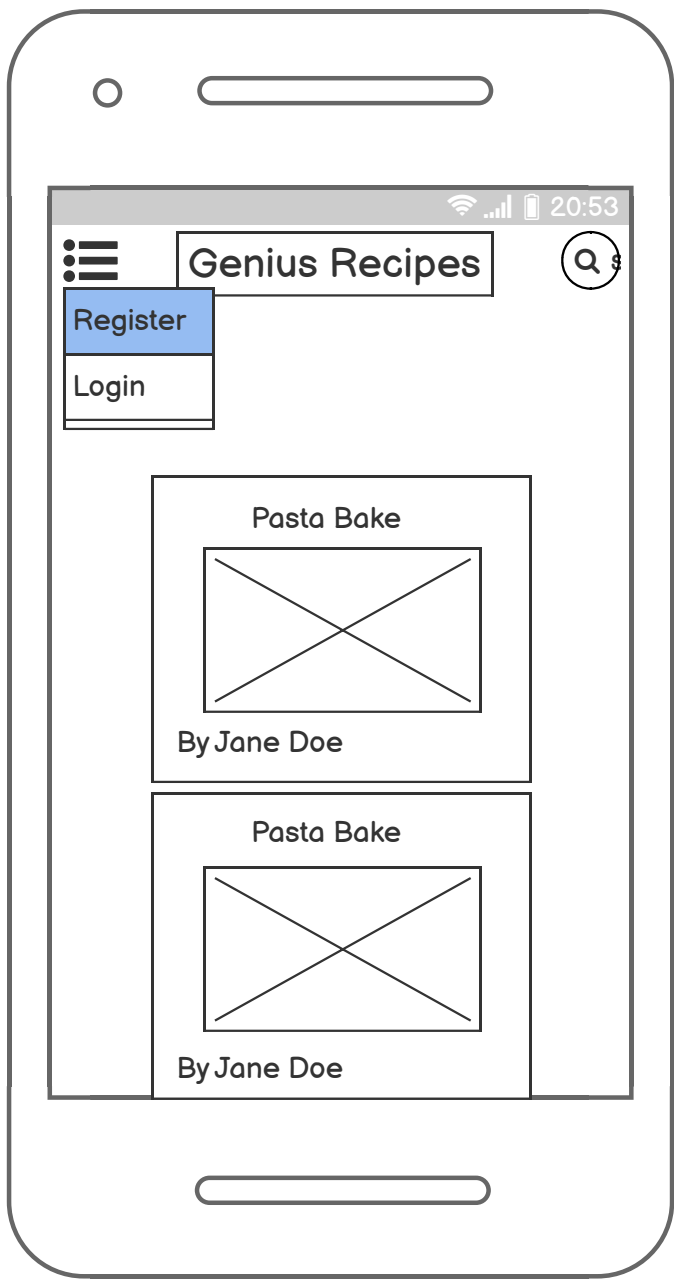 20:53
Genius Recipes
Register
Login
Pasta Bake
By Jane Doe
Pasta Bake
By Jane Doe